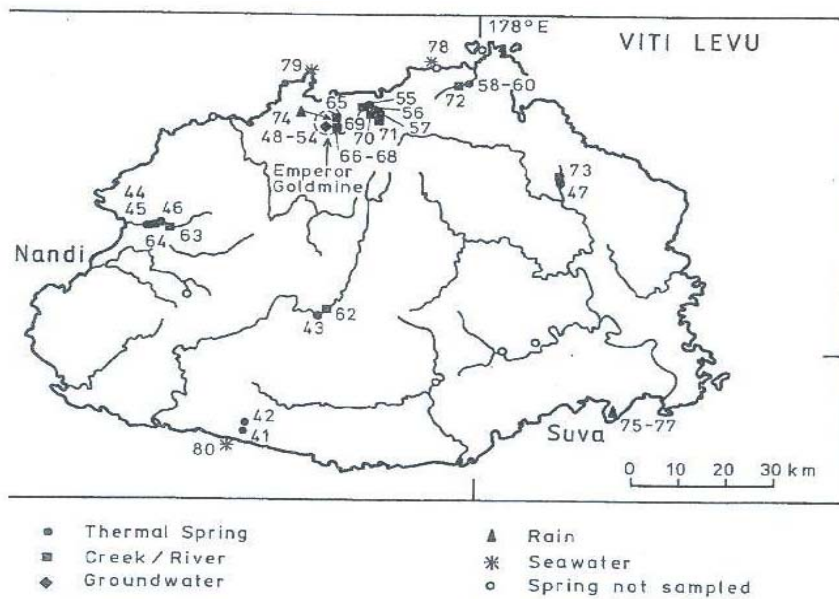 178°E
VITI LEVU
78
79
58-60
72
55
65
56
74
69
57
70
71
48-54
66-68
Emperor
Goldmine
73
47
44
45
46
64
63
Nandi
62
43
42
41
80
Suva
75-77
0 10 20 30 km
Thermal Spring
Creek / River
Groundwater
Rain
Seawater
Spring not sampled